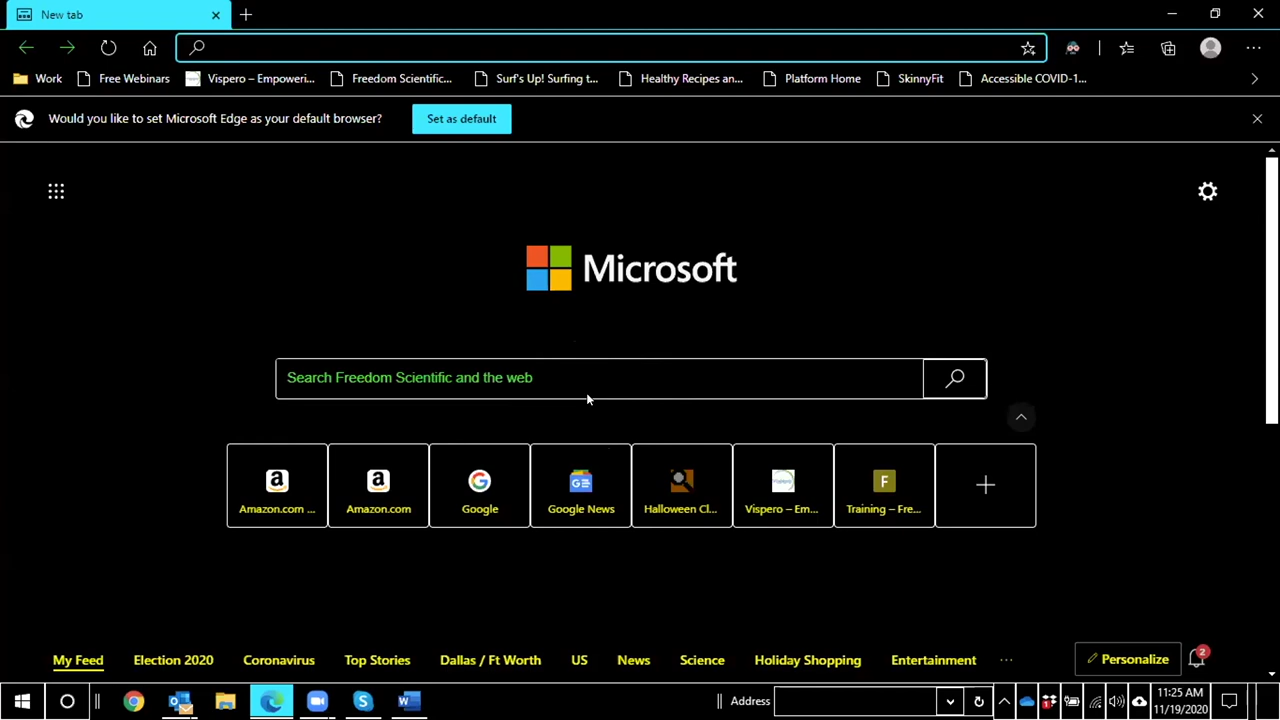 New tab
Work Free Webinars Vispero – Empoweri... Freedom Scientific... Surf's Up! Surfing t... Healthy Recipes an... Platform Home SkinnyFit Accessible COVID-1...
Would you like to set Microsoft Edge as your default browser? Set as default
Microsoft
Search Freedom Scientific and the web
Amazon.com ... Amazon.com Google Google News Halloween Cl... Vispero – Em... Training – Fre...
My Feed Election 2020 Coronavirus Top Stories Dallas / Ft Worth US News Science Holiday Shopping Entertainment ... Personalize 2
Address
11:25 AM
11/19/2020